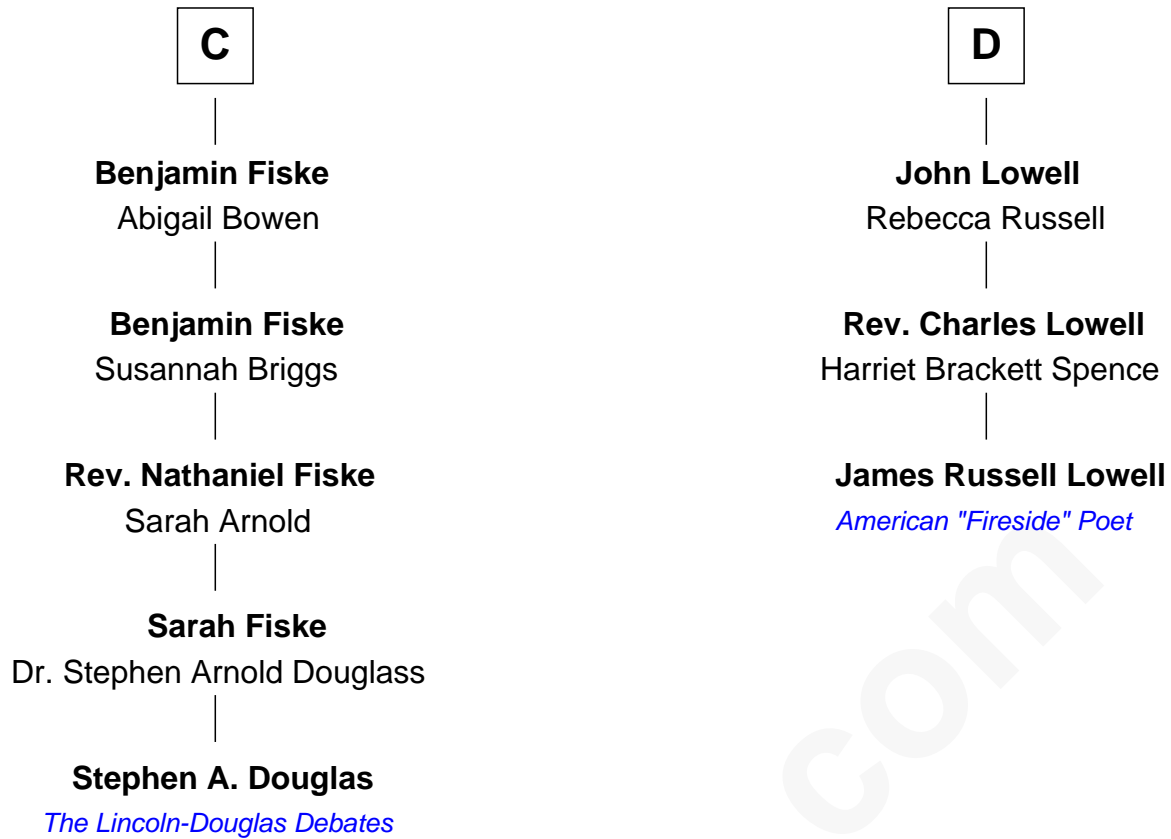 C
Benjamin Fiske
Abigail Bowen
Benjamin Fiske
Susannah Briggs
Rev. Nathaniel Fiske
Sarah Arnold
Sarah Fiske
Dr. Stephen Arnold Douglass
Stephen A. Douglas
The Lincoln-Douglas Debates
D
John Lowell
Rebecca Russell
Rev. Charles Lowell
Harriet Brackett Spence
James Russell Lowell
American "Fireside" Poet
com